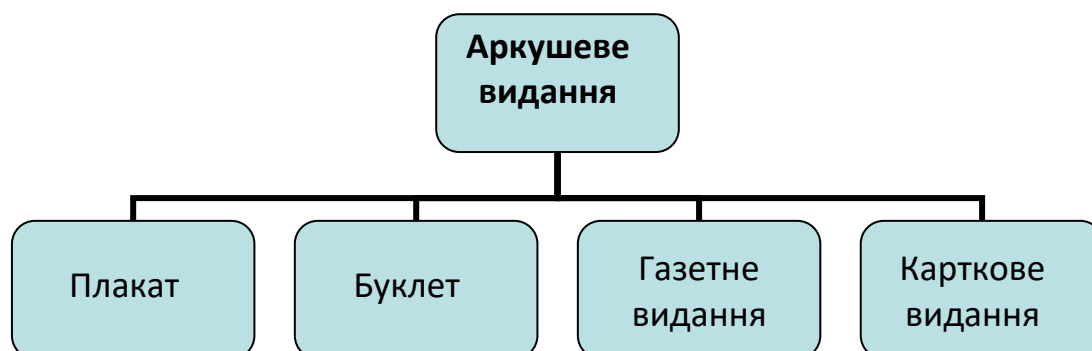 Аркушеве
видання
Плакат
Буклет
Газетне
видання
Карткове
видання